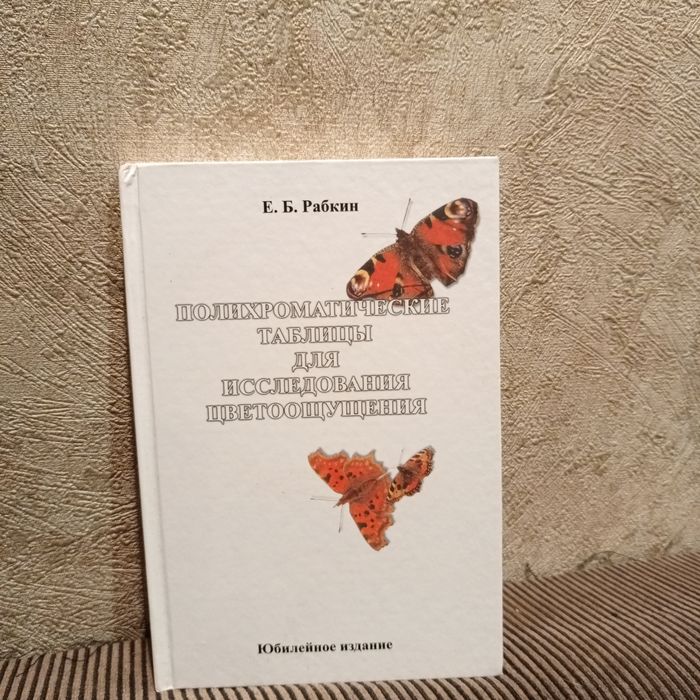 Е. Б. Рабкин
ПОЛИХРОМАТИЧЕСКИЕ
ТАБЛИЦЫ
ДЛЯ
ИССЛЕДОВАНИЯ
ЦВЕТООЩУЩЕНИЯ
Юбилейное издание